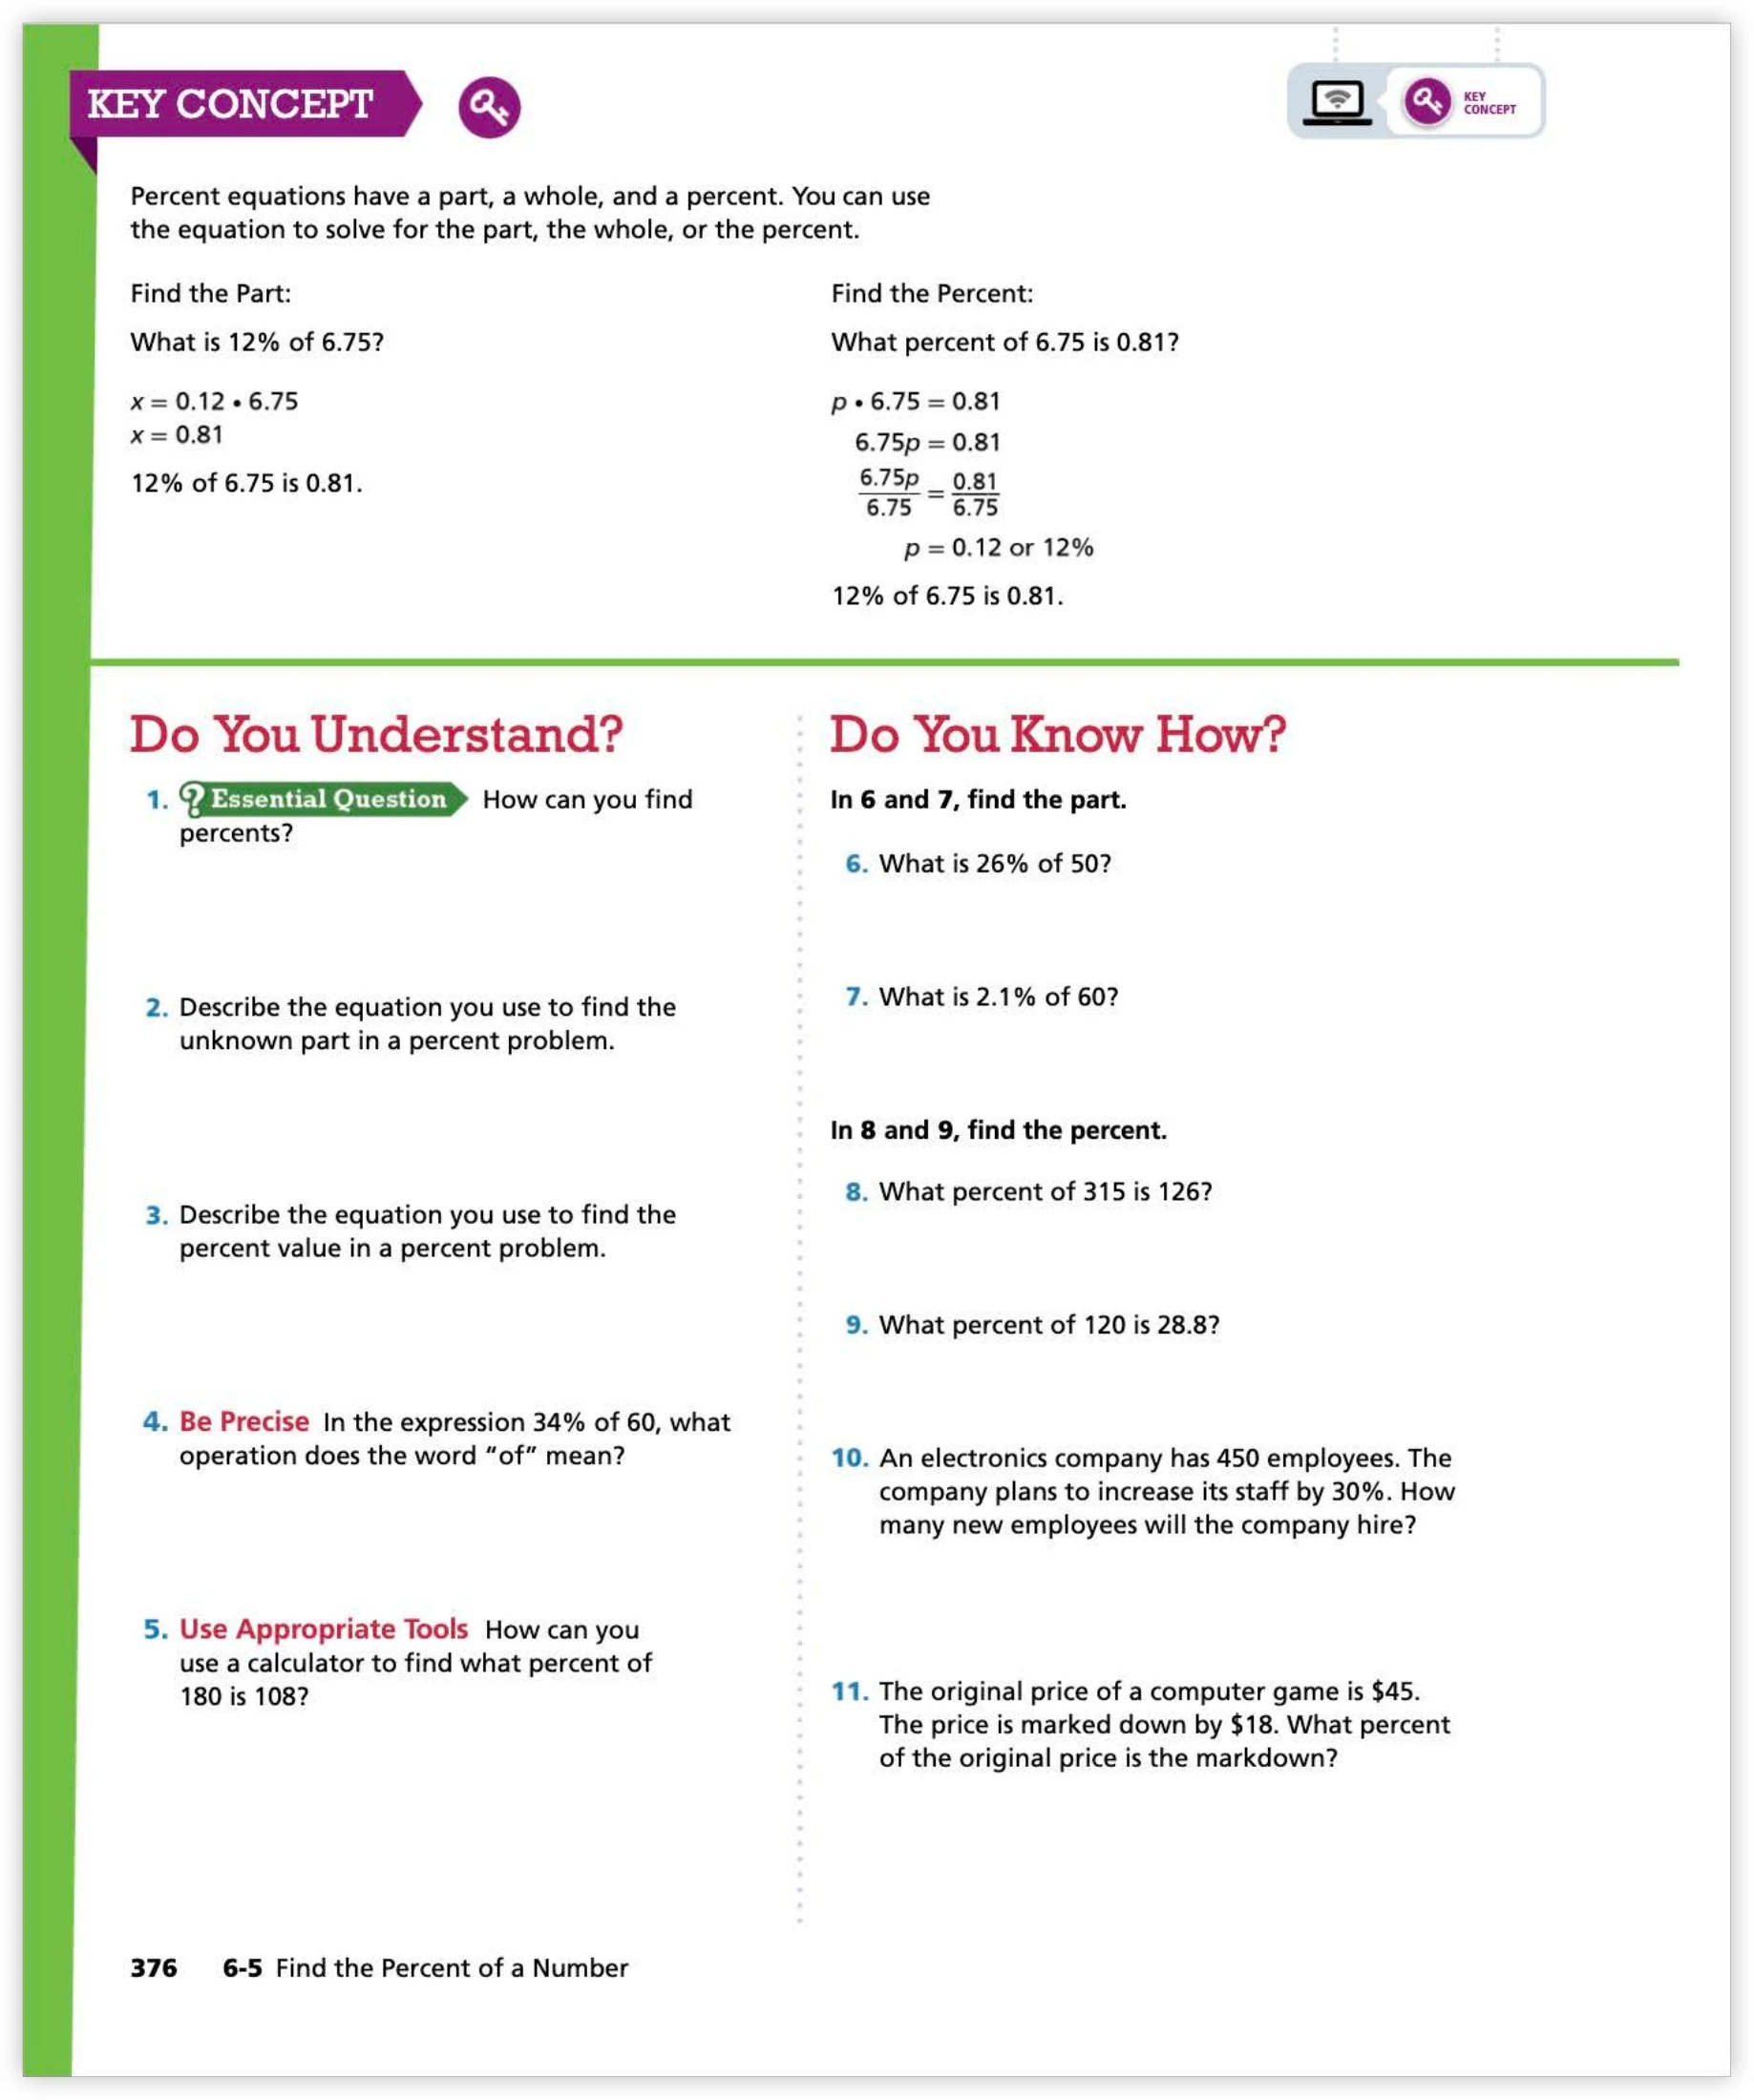 KEY CONCEPT
KEY
CONCEPT
Percent equations have a part, a whole, and a percent. You can use
the equation to solve for the part, the whole, or the percent.
Find the Part:
What is 12% of 6.75?
x = 0.12 • 6.75
x = 0.81
12% of 6.75 is 0.81.
Find the Percent:
What percent of 6.75 is 0.81?
p • 6.75 = 0.81
6.75p = 0.81
6.75p/6.75 = 0.81/6.75
p = 0.12 or 12%
12% of 6.75 is 0.81.
Do You Understand?
1. ? Essential Question How can you find
percents?
2. Describe the equation you use to find the
unknown part in a percent problem.
3. Describe the equation you use to find the
percent value in a percent problem.
4. Be Precise In the expression 34% of 60, what
operation does the word “of” mean?
5. Use Appropriate Tools How can you
use a calculator to find what percent of
180 is 108?
Do You Know How?
In 6 and 7, find the part.
6. What is 26% of 50?
7. What is 2.1% of 60?
In 8 and 9, find the percent.
8. What percent of 315 is 126?
9. What percent of 120 is 28.8?
10. An electronics company has 450 employees. The
company plans to increase its staff by 30%. How
many new employees will the company hire?
11. The original price of a computer game is $45.
The price is marked down by $18. What percent
of the original price is the markdown?
376 6-5 Find the Percent of a Number